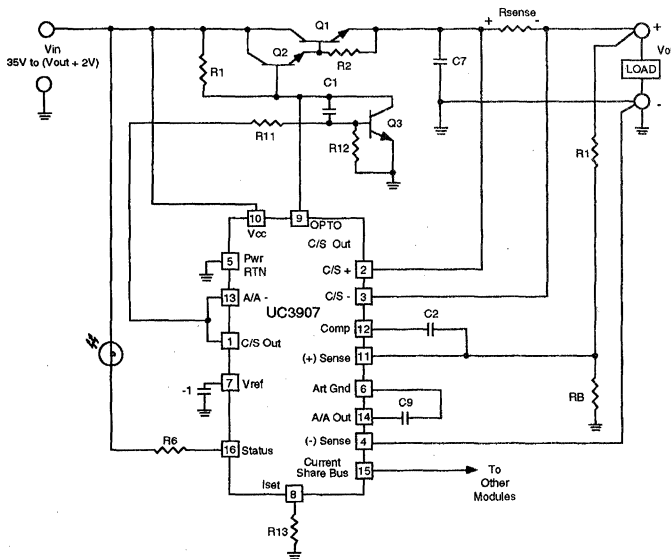 Q1
+ Rsense -
+
Vin
35V to (Vout + 2V)
Q2
R2
C7
Vo
LOAD
-
R1
C1
R1
R11
Q3
R12
10
9
OPTO
Vcc
C/S Out
5
Pwr
RTN
C/S +
2
13
A/A -
UC3907
C/S -
3
1
C/S Out
Comp
12
C2
(+) Sense
11
7
Vref
-1
Art Gnd
6
RB
A/A Out
14
C9
R6
16
Status
(-) Sense
4
Current
Share Bus
15
To
Other
Modules
Iset
8
R13